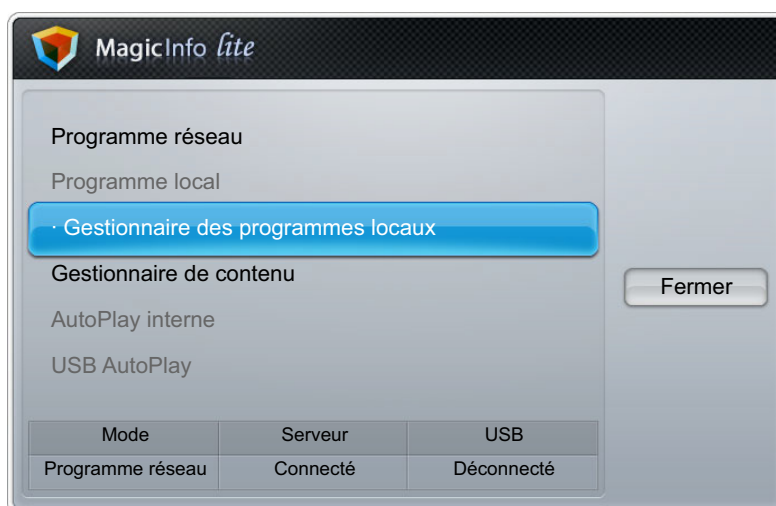 MagicInfo lite
Programme réseau
Programme local
· Gestionnaire des programmes locaux
Gestionnaire de contenu
AutoPlay interne
USB AutoPlay
Fermer
Mode Serveur USB
Programme réseau Connecté Déconnecté